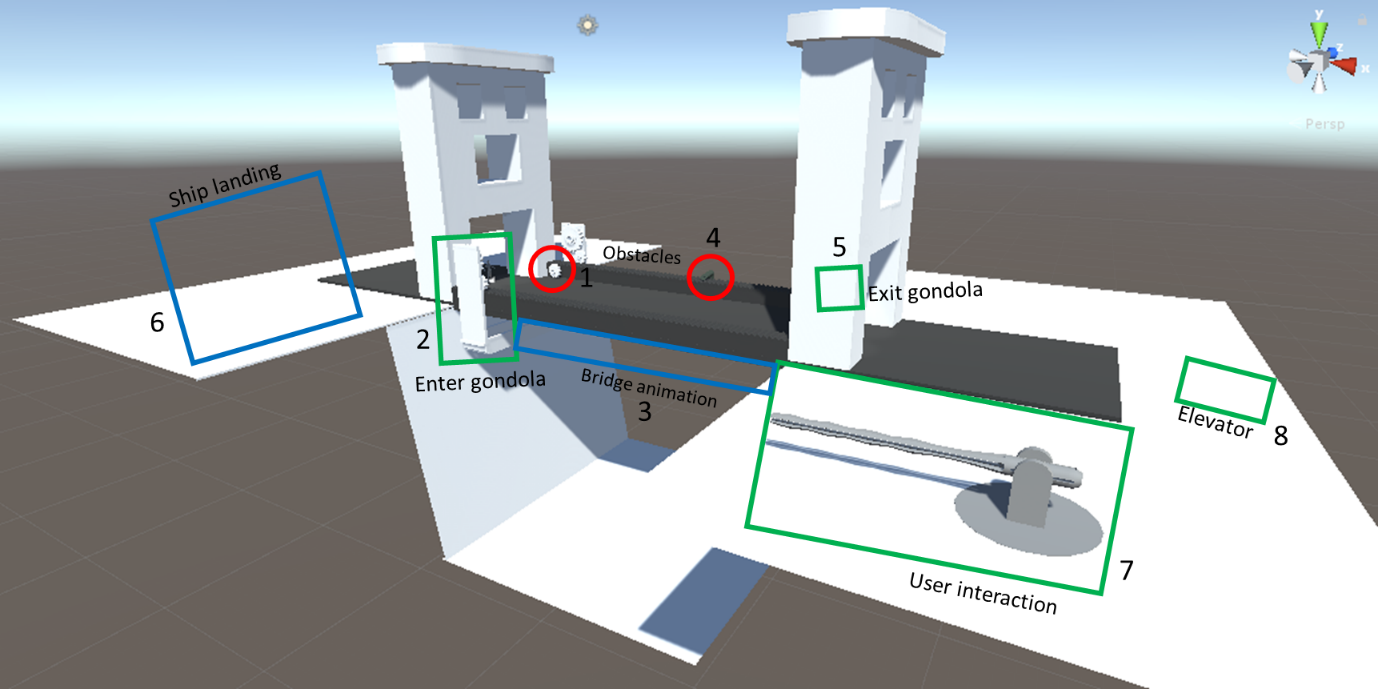 y
z
x
Persp
Ship landing
4
5
Obstacles
1
Exit gondola
6
2
Enter gondola
Bridge animation
3
Elevator
8
7
User interaction